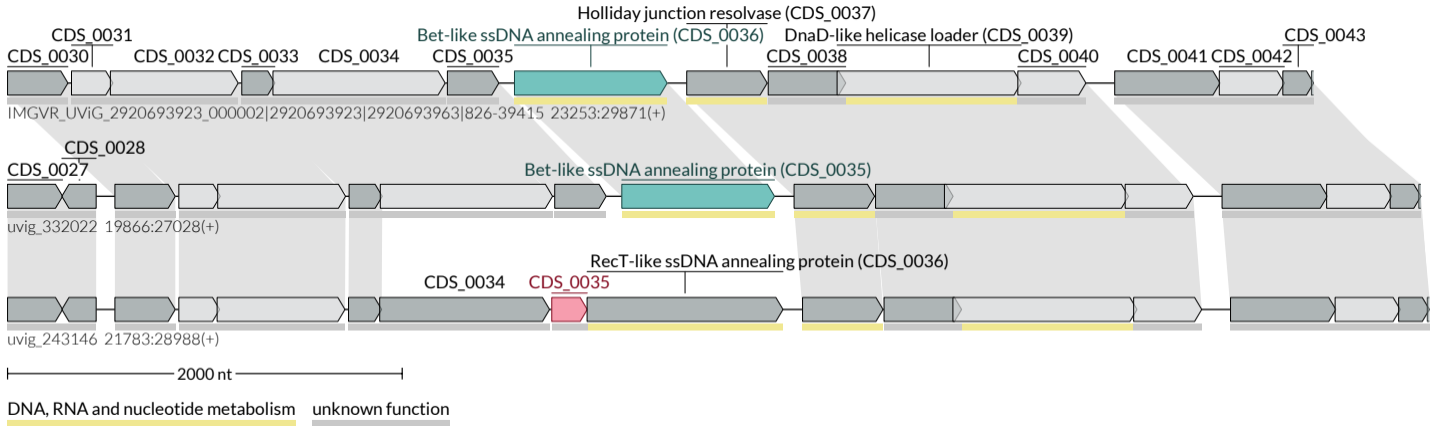 Holliday junction resolvase (CDS_0037)
CDS_0031 Bet-like ssDNA annealing protein (CDS_0036) DnaD-like helicase loader (CDS_0039) CDS_0043
CDS_0030 CDS_0032 CDS_0033 CDS_0034 CDS_0035 CDS_0038 CDS_0040 CDS_0041 CDS_0042
IMGVR_UViG_2920693923_000002|2920693923|2920693963|826-39415 23253:29871(+)
CDS_0028
CDS_0027 Bet-like ssDNA annealing protein (CDS_0035)
uvig_332022 19866:27028(+)
RecT-like ssDNA annealing protein (CDS_0036)
CDS_0034 CDS_0035
uvig_243146 21783:28988(+)
2000 nt
DNA, RNA and nucleotide metabolism unknown function